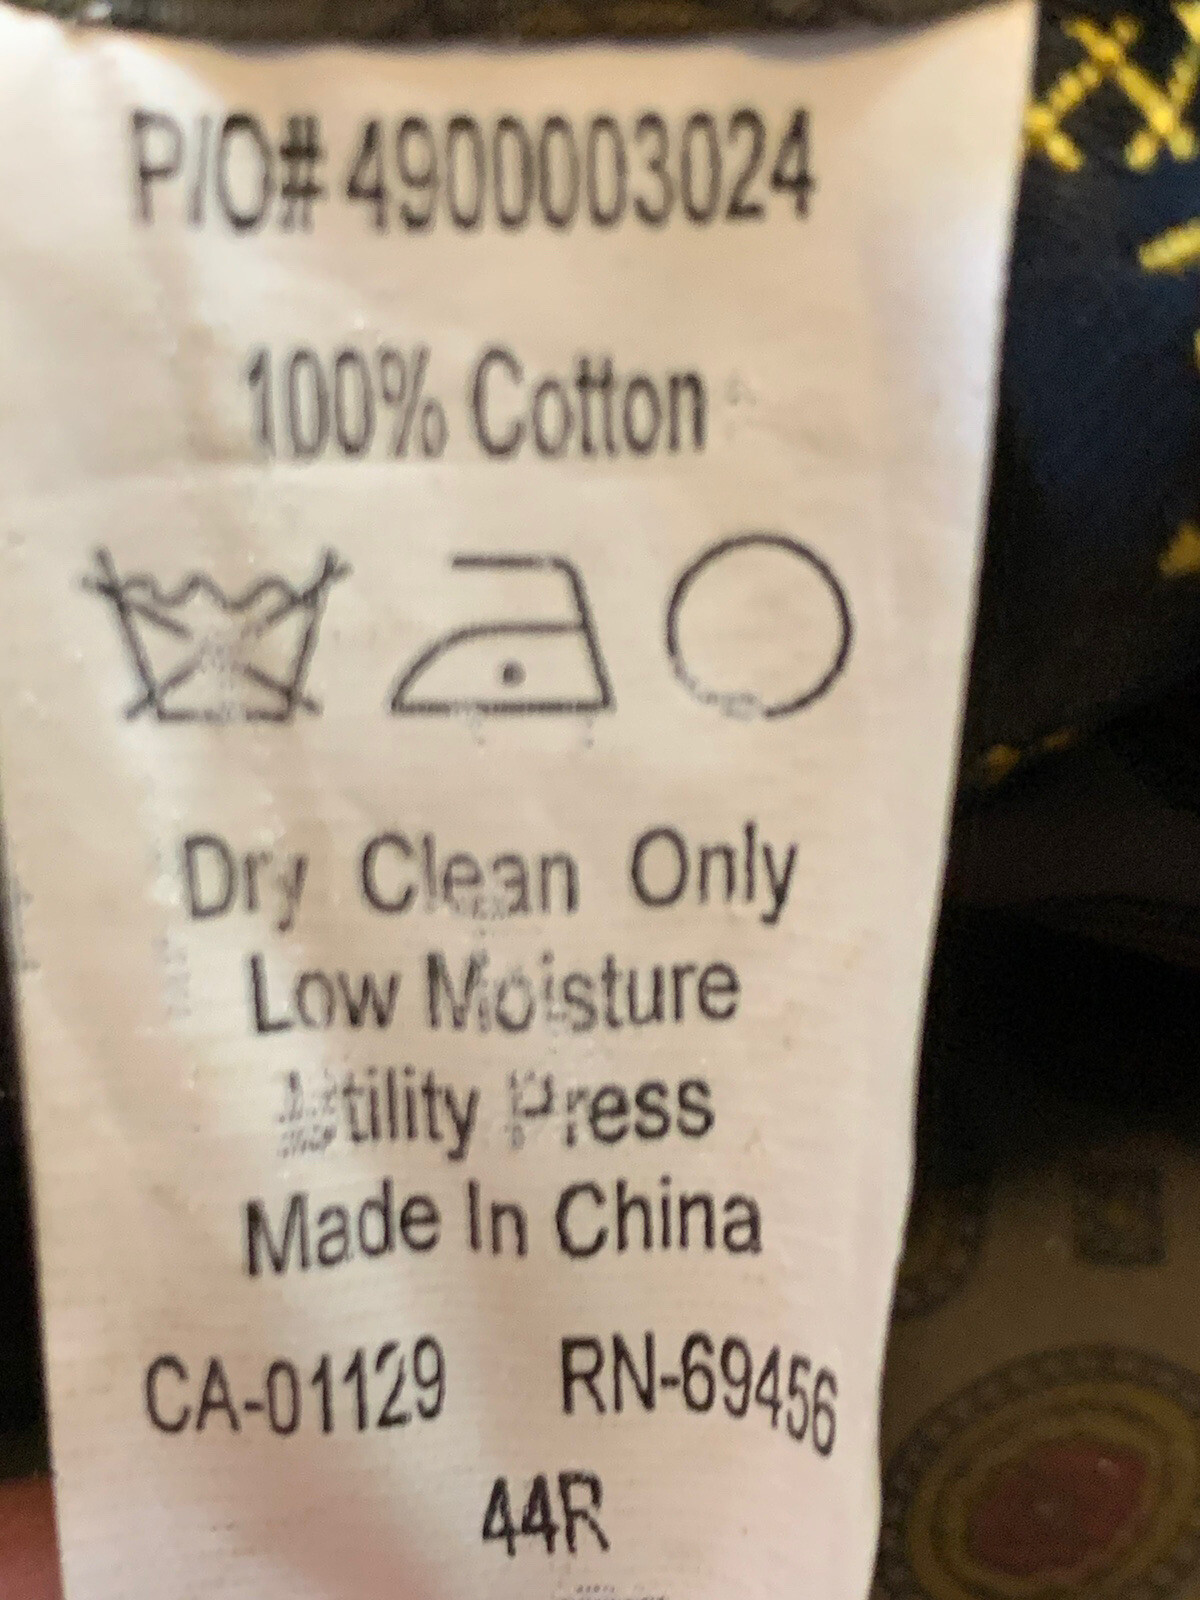 P/O# 4900003024
100% Cotton
Dry Clean Only
Low Moisture
Utility Press
Made In China
CA-01129 RN-69456
44R